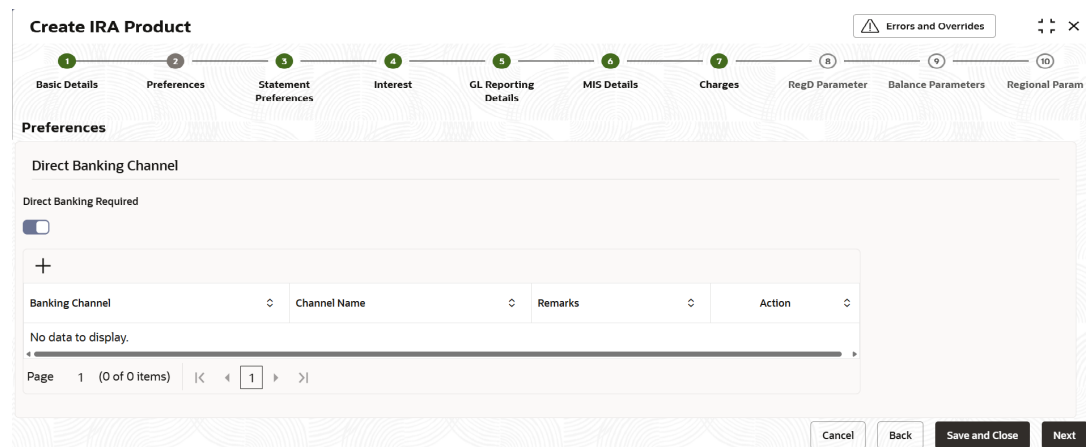 Create IRA Product
Errors and Overrides
1 2 3 4 5 6 7 8 9 10
Basic Details Preferences Statement Interest GL Reporting MIS Details Charges RegD Parameter Balance Parameters Regional Param
Preferences Details
Preferences
Direct Banking Channel
Direct Banking Required
Banking Channel Channel Name Remarks Action
No data to display.
Page 1 (0 of 0 items) 1
Cancel Back Save and Close Next